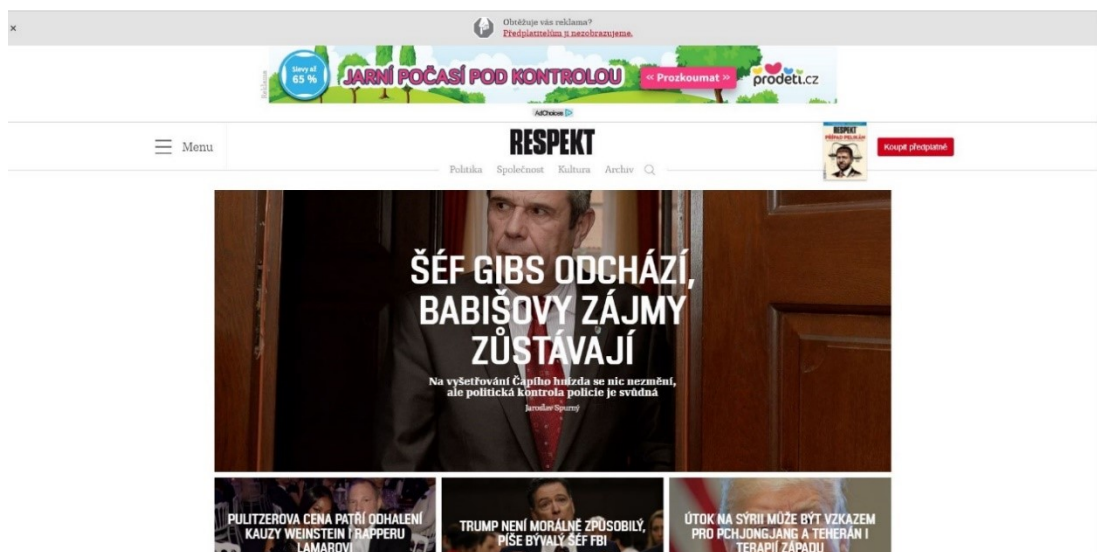 ×
Obtěžuje vás reklama?
Předplatitelům ji nezobrazujeme.
Reklama
Slevy až
65 %
JARNÍ POČASÍ POD KONTROLOU
« Prozkoumat »
prodeti.cz
AdChoices
Menu
RESPEKT
RESPEKT
Koupit předplatné
Politika Společnost Kultura Archiv
ŠÉF GIBS ODCHÁZÍ,
BABIŠOVY ZÁJMY
ZŮSTÁVAJÍ
Na vyšetřování Čapího hnízda se nic nezmění,
ale politická kontrola policie je svůdná
Jaroslav Spurný
PULITZEROVA CENA PATŘÍ ODHALENÍ
KAUZY WEINSTEIN I RAPPERU
LAMAROVI
TRUMP NENÍ MORÁLNĚ ZPŮSOBILÝ,
PÍŠE BÝVALÝ ŠÉF FBI
ÚTOK NA SÝRII MŮŽE BÝT VZKAZEM
PRO PCHJONGJANG A TEHERÁN I
TERAPIÍ ZÁPADU